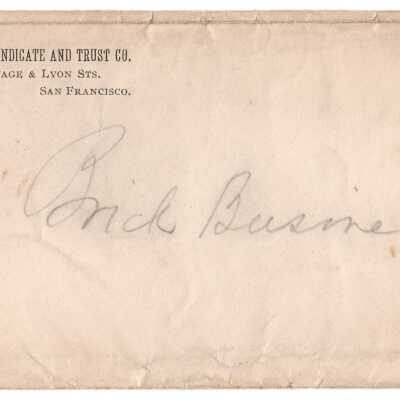 NDICATE AND TRUST CO.
AGE & LYON STS.
SAN FRANCISCO.
Brick Busine